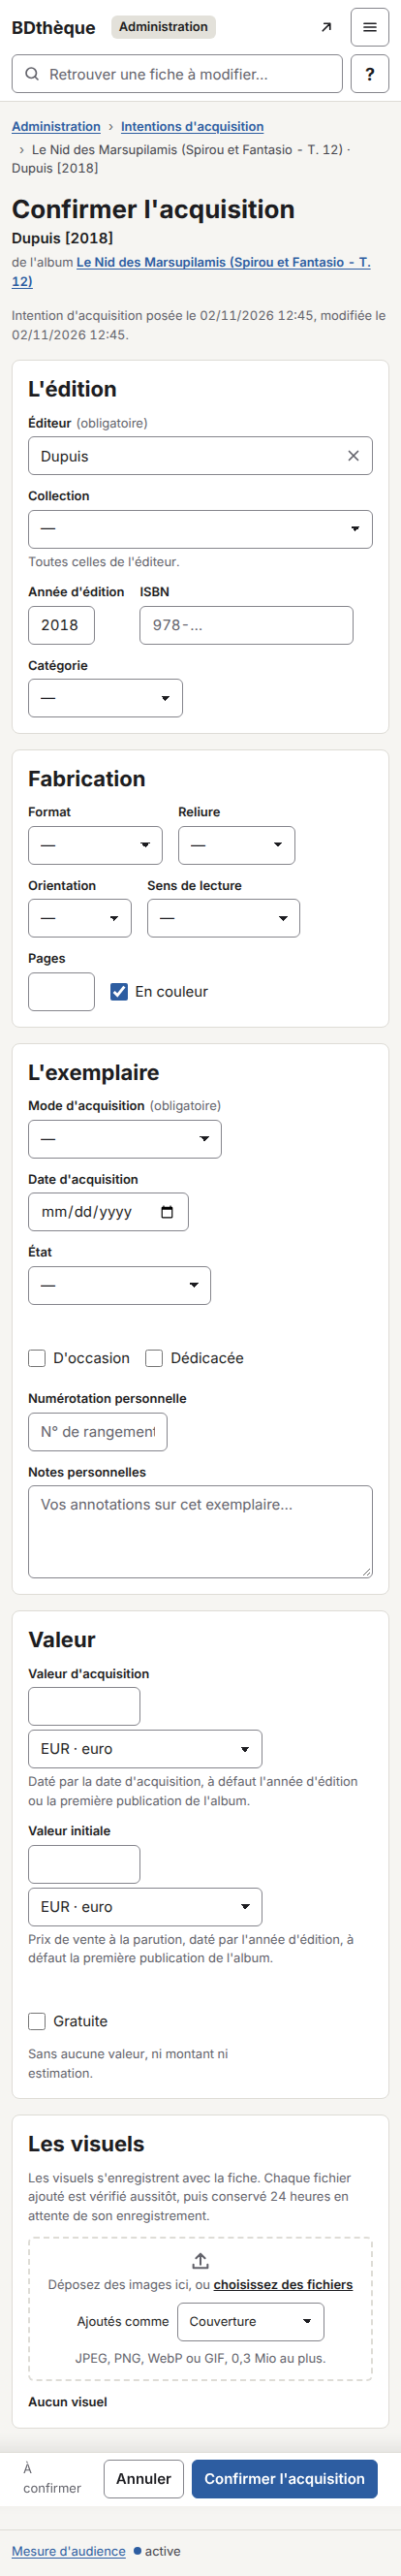 BDthèque Administration
Retrouver une fiche à modifier... ?
Administration › Intentions d'acquisition
› Le Nid des Marsupilamis (Spirou et Fantasio - T. 12) ·
Dupuis [2018]
Confirmer l'acquisition
Dupuis [2018]
de l'album Le Nid des Marsupilamis (Spirou et Fantasio - T.
12)
Intention d'acquisition posée le 02/11/2026 12:45, modifiée le
02/11/2026 12:45.
L'édition
Éditeur (obligatoire)
Dupuis
Collection
—
Toutes celles de l'éditeur.
Année d'édition ISBN
2018 978-...
Catégorie
—
Fabrication
Format Reliure
— —
Orientation Sens de lecture
— —
Pages
En couleur
L'exemplaire
Mode d'acquisition (obligatoire)
—
Date d'acquisition
mm/dd/yyyy
État
—
D'occasion Dédicacée
Numérotation personnelle
N° de rangement
Notes personnelles
Vos annotations sur cet exemplaire...
Valeur
Valeur d'acquisition
EUR · euro
Daté par la date d'acquisition, à défaut l'année d'édition
ou la première publication de l'album.
Valeur initiale
EUR · euro
Prix de vente à la parution, daté par l'année d'édition, à
défaut la première publication de l'album.
Gratuite
Sans aucune valeur, ni montant ni
estimation.
Les visuels
Les visuels s'enregistrent avec la fiche. Chaque fichier
ajouté est vérifié aussitôt, puis conservé 24 heures en
attente de son enregistrement.
Déposez des images ici, ou choisissez des fichiers
Ajoutés comme Couverture
JPEG, PNG, WebP ou GIF, 0,3 Mio au plus.
Aucun visuel
À
confirmer
Annuler Confirmer l'acquisition
Mesure d'audience active